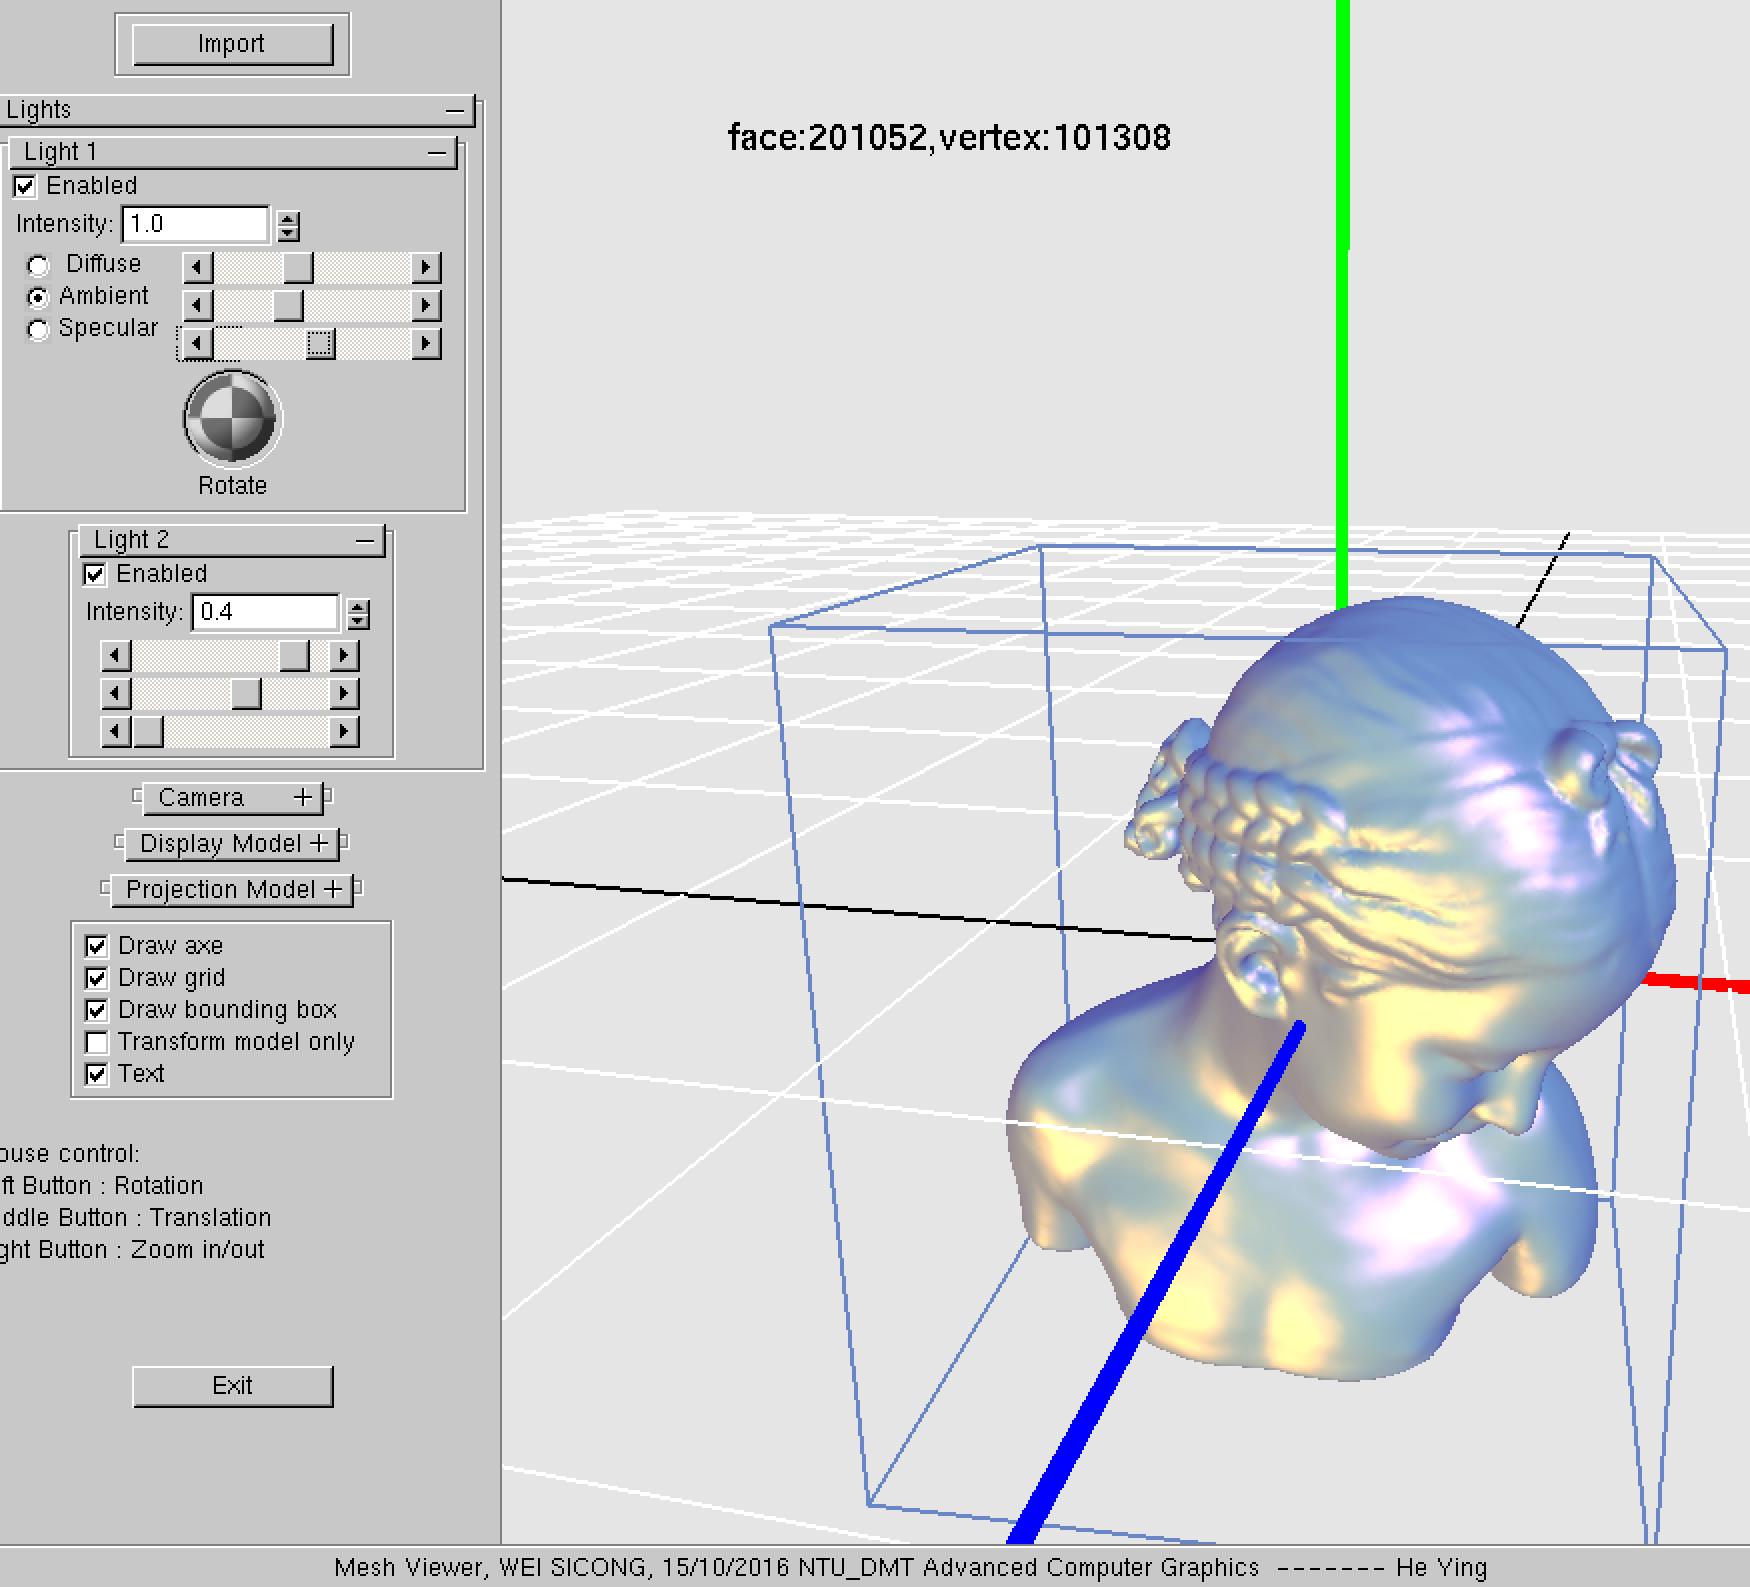 Import
Lights
Light 1
Enabled
Intensity: 1.0
Diffuse
Ambient
Specular
Rotate
Light 2
Enabled
Intensity: 0.4
Camera
Display Model
Projection Model
Draw axe
Draw grid
Draw bounding box
Transform model only
Text
ouse control:
ft Button : Rotation
ddle Button : Translation
ght Button : Zoom in/out
Exit
face:201052,vertex:101308
Mesh Viewer, WEI SICONG, 15/10/2016 NTU_DMT Advanced Computer Graphics ------- He Ying